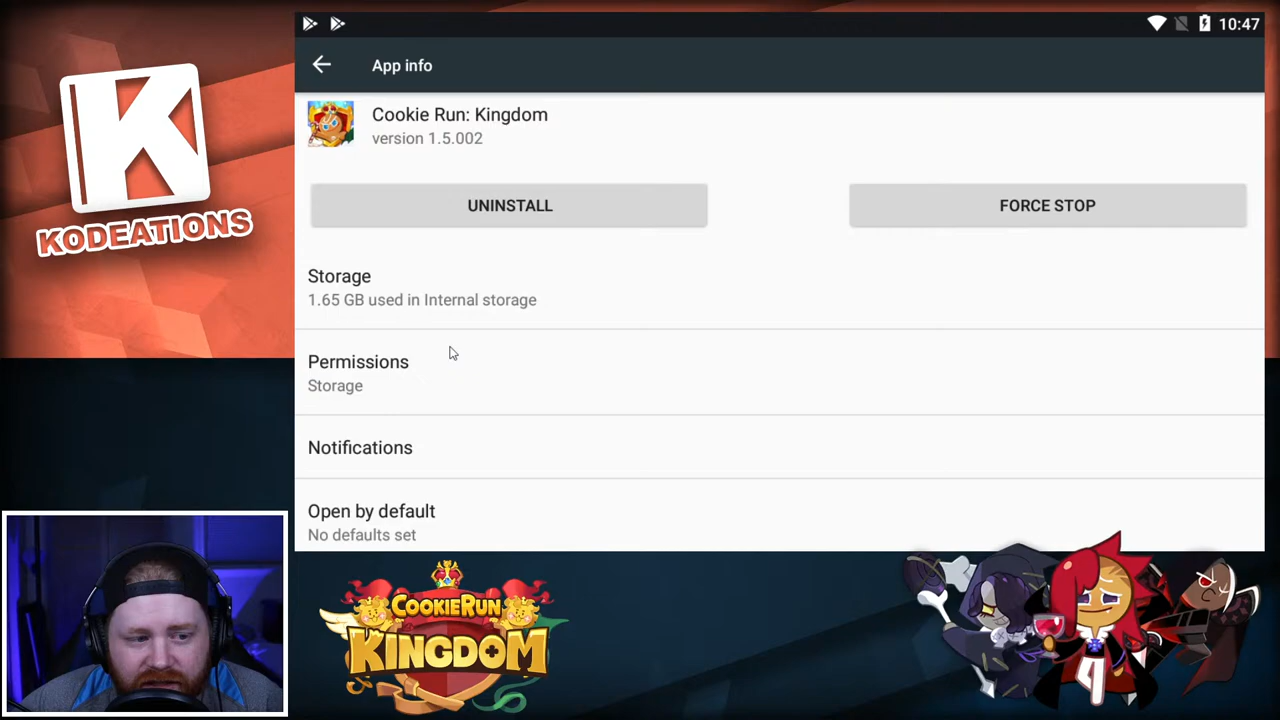 10:47
App info
Cookie Run: Kingdom
version 1.5.002
UNINSTALL
FORCE STOP
Storage
1.65 GB used in Internal storage
Permissions
Storage
Notifications
Open by default
No defaults set
K
KODEATIONS
COOKIERUN
KINGDOM